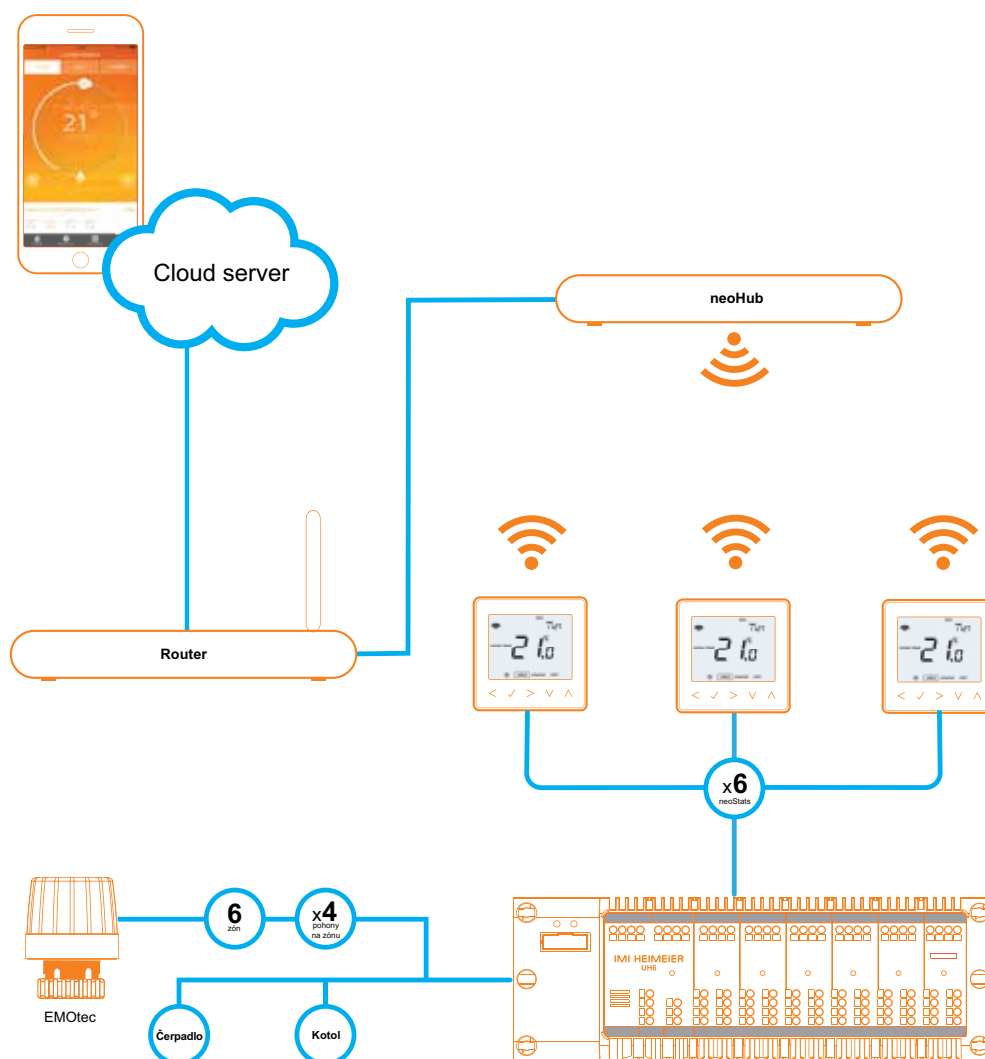 21°
Cloud server
neoHub
Router
21.0
21.0
21.0
x6
neoStats
6
zón
x4
pohony
na zónu
IMI HEIMEIER
UH6
EMOtec
Čerpadlo
Kotol